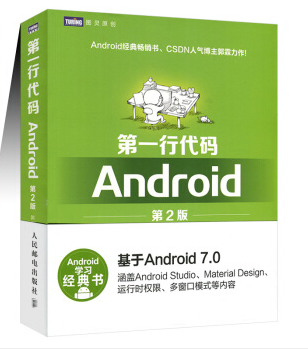 TURING 图灵原创
Android经典畅销书、CSDN人气博主郭霖力作！
第一行代码
Android
第2版
Android
学习
经典书
基于Android 7.0
涵盖Android Studio、Material Design、
运行时权限、多窗口模式等内容
第一行代码
Android
第2版
人民邮电出版社